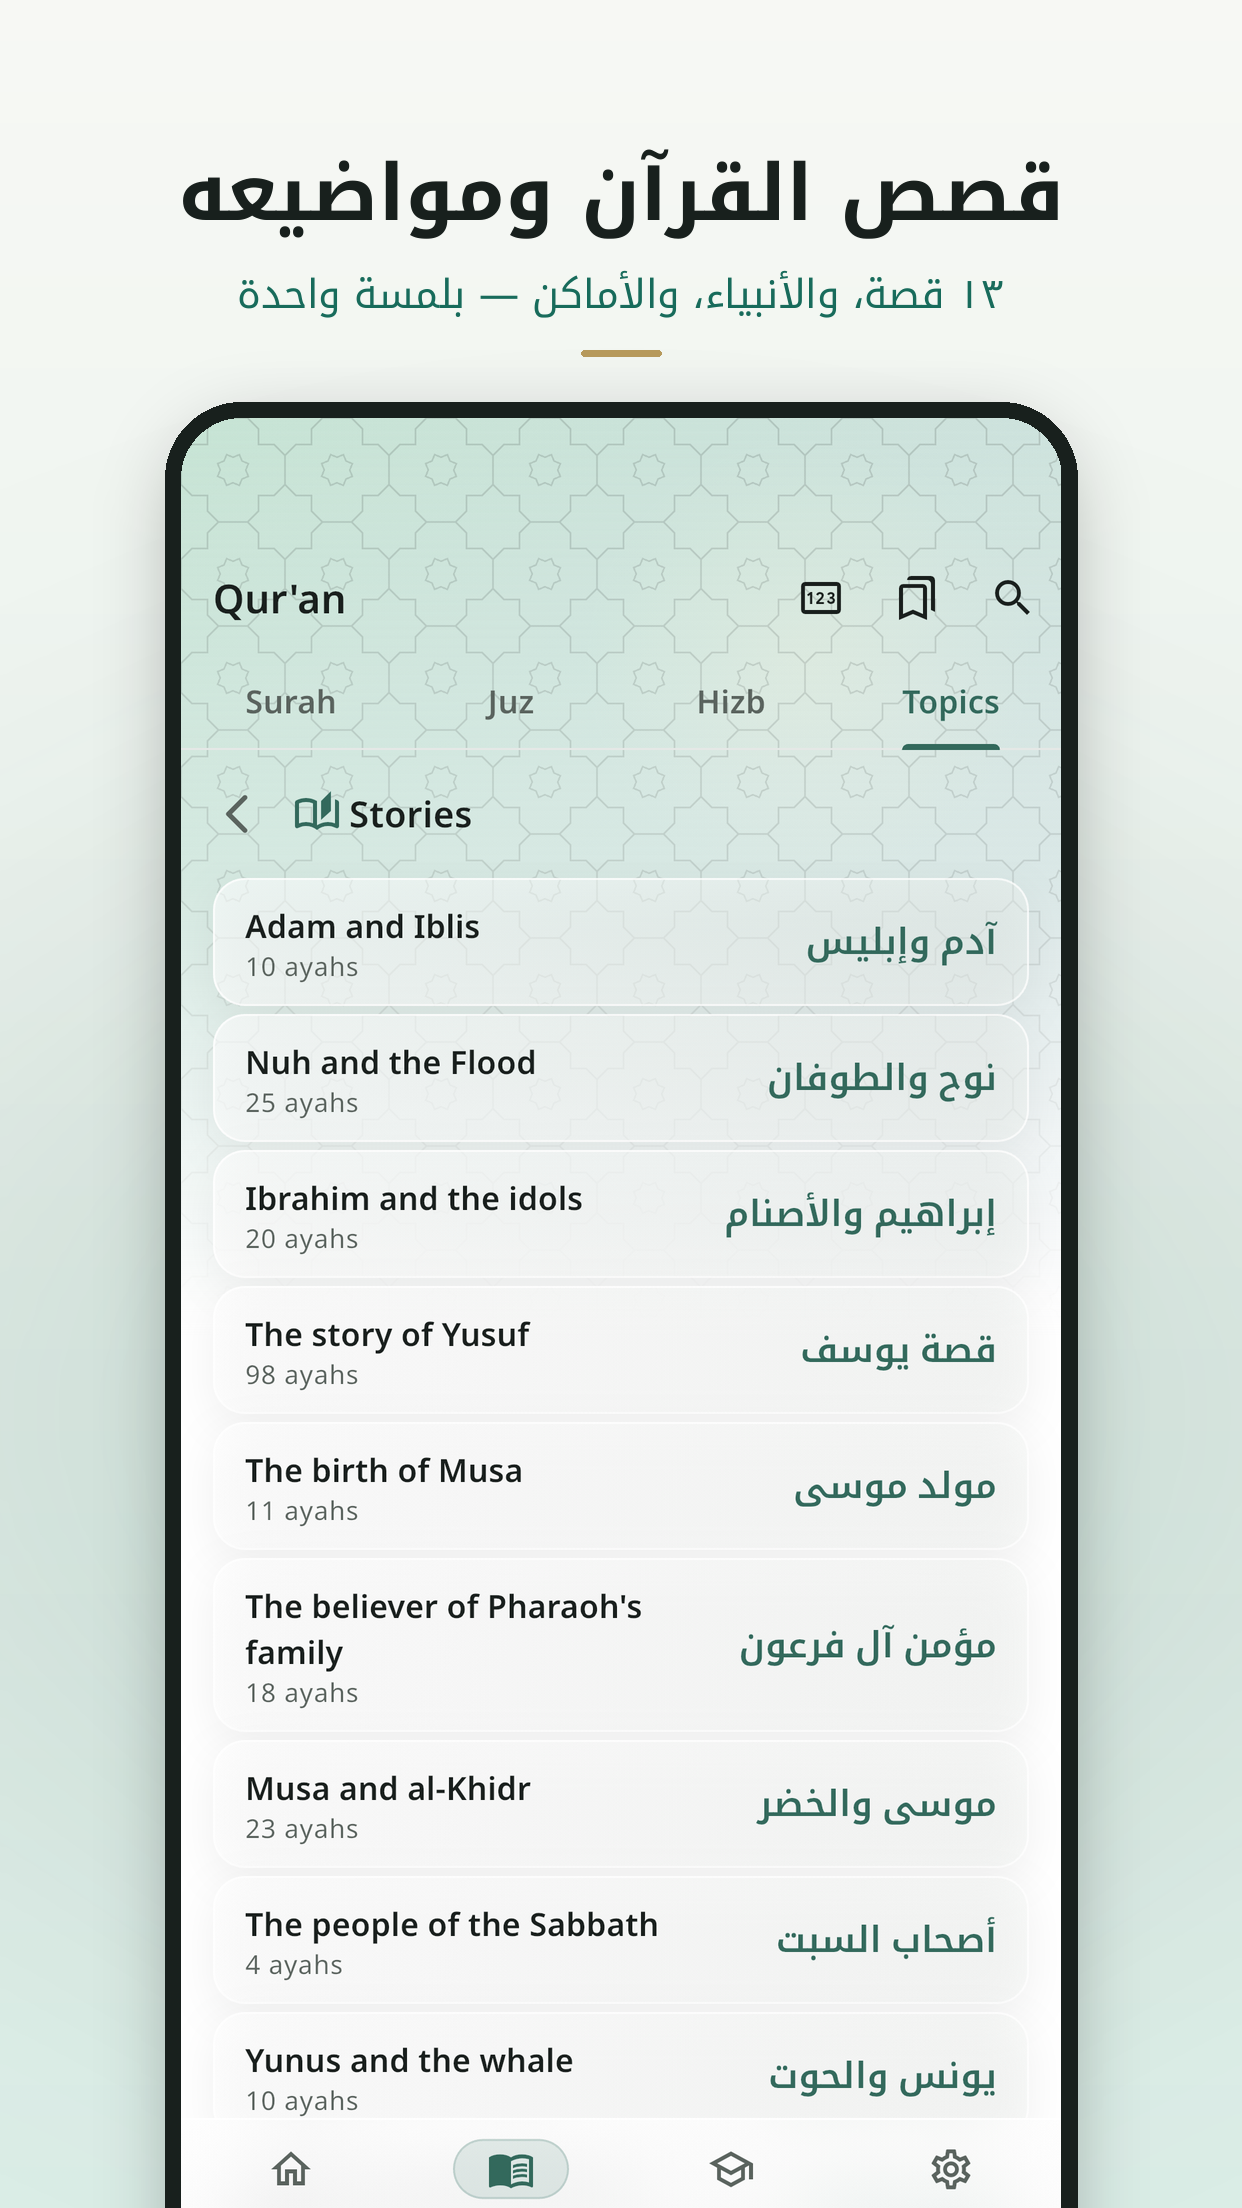 قصص القرآن ومواضيعه
١٣ قصة، والأنبياء، والأماكن — بلمسة واحدة
Qur'an
123
Surah Juz Hizb Topics
Stories
Adam and Iblis
آدم وإبليس
10 ayahs
Nuh and the Flood
نوح والطوفان
25 ayahs
Ibrahim and the idols
إبراهيم والأصنام
20 ayahs
The story of Yusuf
قصة يوسف
98 ayahs
The birth of Musa
مولد موسى
11 ayahs
The believer of Pharaoh's
family
مؤمن آل فرعون
18 ayahs
Musa and al-Khidr
موسى والخضر
23 ayahs
The people of the Sabbath
أصحاب السبت
4 ayahs
Yunus and the whale
يونس والحوت
10 ayahs